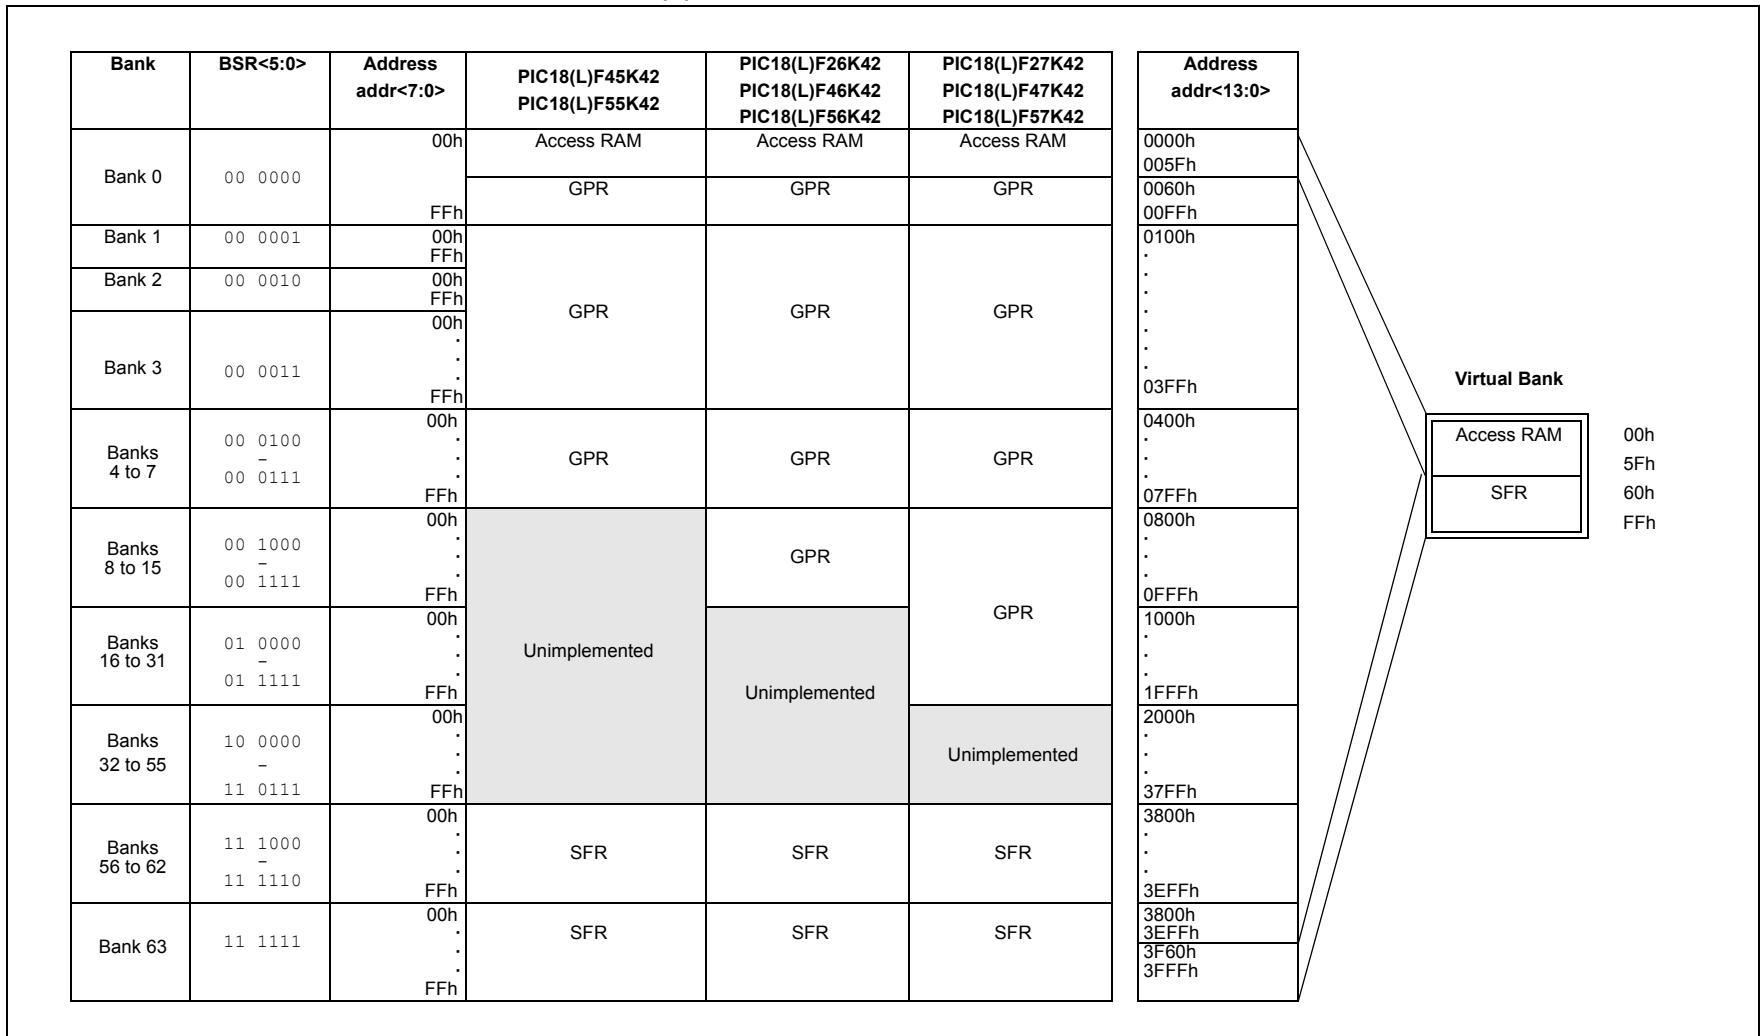 Bank BSR<5:0> Address addr<7:0> PIC18(L)F45K42 PIC18(L)F55K42 PIC18(L)F26K42 PIC18(L)F46K42 PIC18(L)F56K42 PIC18(L)F27K42 PIC18(L)F47K42 PIC18(L)F57K42 Address addr<13:0>
Bank 0 00 0000 00h FFh
Access RAM Access RAM Access RAM 0000h 005Fh
GPR GPR GPR 0060h 00FFh
Bank 1 00 0001 00h FFh
Bank 2 00 0010 00h FFh
Bank 3 00 0011 00h . . . FFh
GPR GPR GPR 0100h . . . . . . . 03FFh
Banks 4 to 7 00 0100 – 00 0111 00h . . . FFh GPR GPR GPR 0400h . . . 07FFh
Banks 8 to 15 00 1000 – 00 1111 00h . . . FFh Unimplemented GPR GPR 0800h . . . 0FFFh
Banks 16 to 31 01 0000 – 01 1111 00h . . . FFh Unimplemented 1000h . . . 1FFFh
Banks 32 to 55 10 0000 – 11 0111 00h . . . FFh Unimplemented 2000h . . . 37FFh
Banks 56 to 62 11 1000 – 11 1110 00h . . . FFh SFR SFR SFR 3800h . . . 3EFFh
Bank 63 11 1111 00h . . . FFh SFR SFR SFR 3800h 3EFFh 3F60h 3FFFh
Virtual Bank
Access RAM 00h
5Fh
SFR 60h
FFh